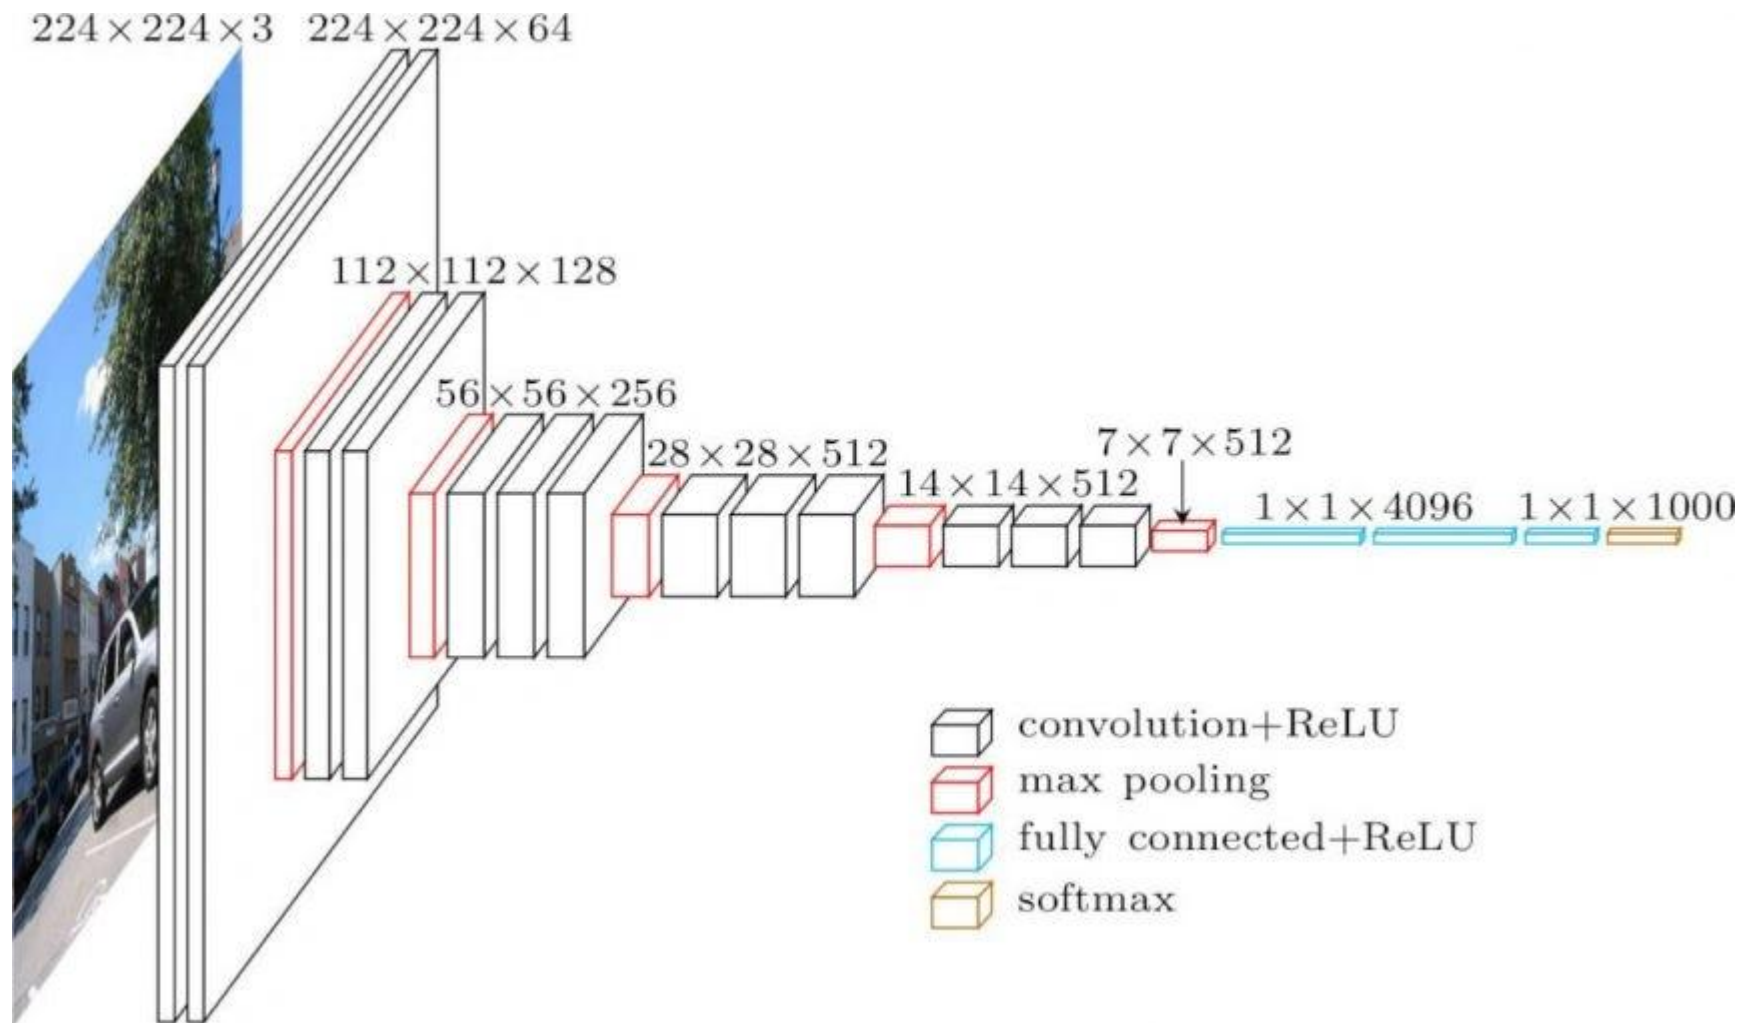 224×224×3
224×224×64
112×112×128
56×56×256
28×28×512
14×14×512
7×7×512
1×1×4096
1×1×1000
convolution+ReLU
max pooling
fully connected+ReLU
softmax